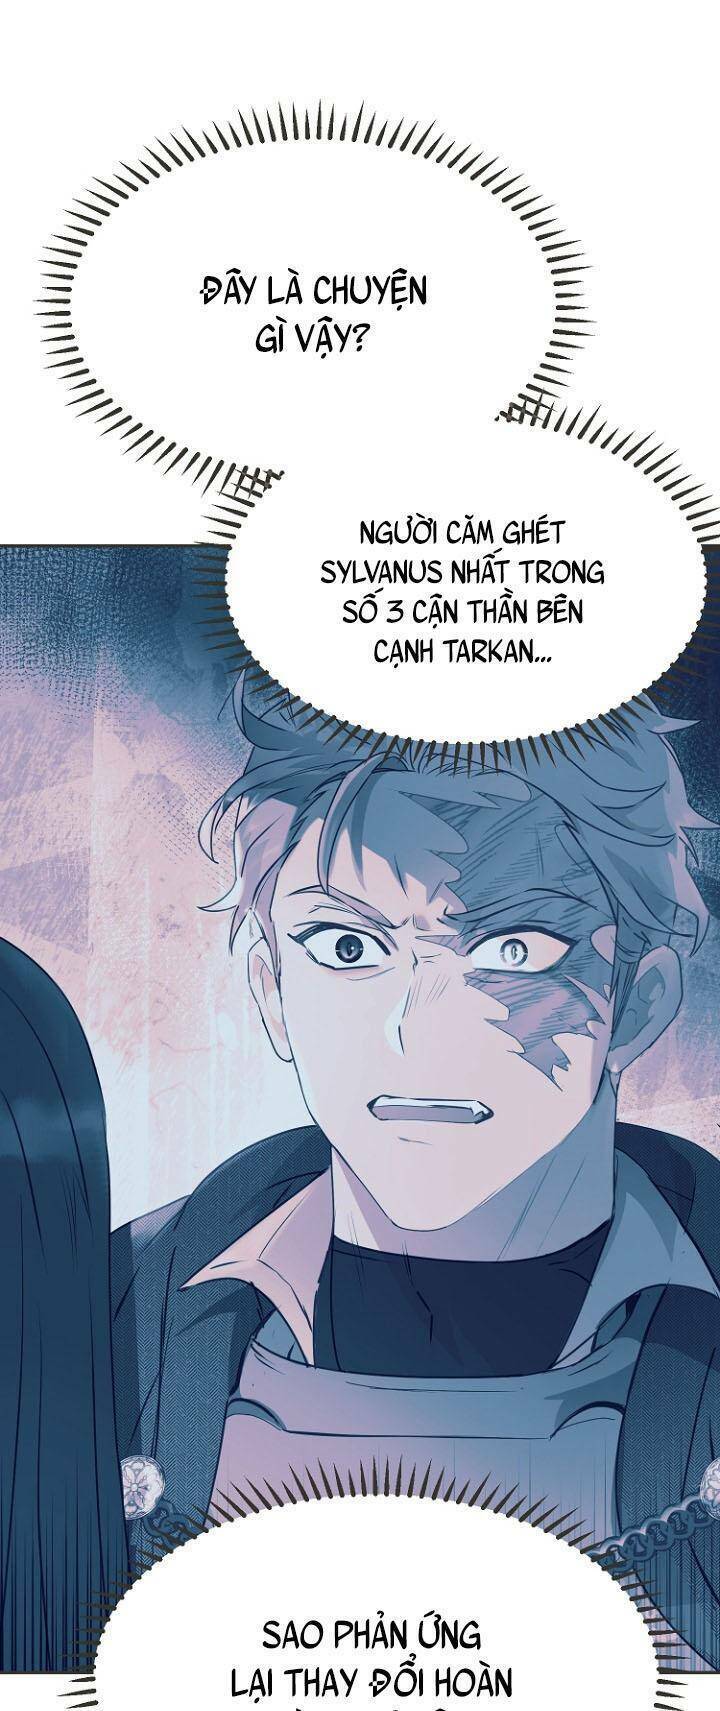 ĐÂY LÀ CHUYỆN
GÌ VẬY?
NGƯỜI CĂM GHÉT
SYLVANUS NHẤT TRONG
SỐ 3 CẬN THẦN BÊN
CẠNH TARKAN...
SAO PHẢN ỨNG
LẠI THAY ĐỔI HOÀN